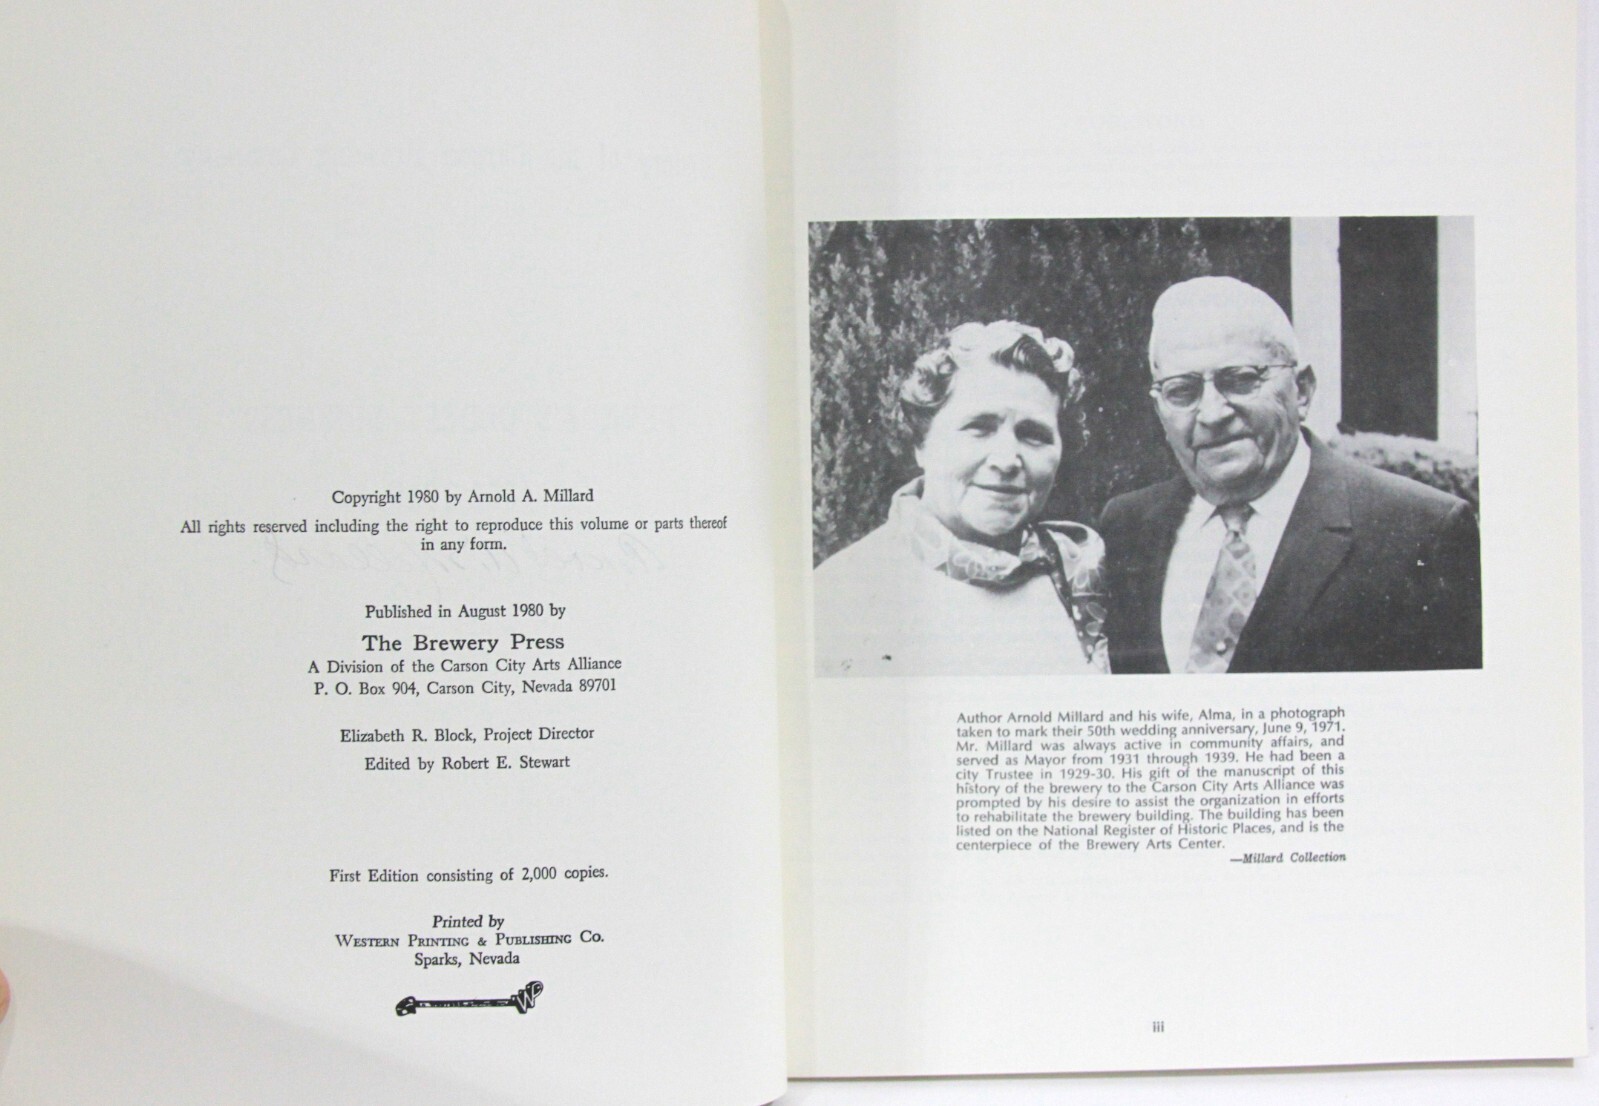 Copyright 1980 by Arnold A. Millard
All rights reserved including the right to reproduce this volume or parts thereof
in any form.
Published in August 1980 by
The Brewery Press
A Division of the Carson City Arts Alliance
P. O. Box 904, Carson City, Nevada 89701
Elizabeth R. Block, Project Director
Edited by Robert E. Stewart
First Edition consisting of 2,000 copies.
Printed by
Western Printing & Publishing Co.
Sparks, Nevada
Author Arnold Millard and his wife, Alma, in a photograph
taken to mark their 50th wedding anniversary, June 9, 1971.
Mr. Millard was always active in community affairs, and
served as Mayor from 1931 through 1939. He had been a
city Trustee in 1929-30. His gift of the manuscript of this
history of the brewery to the Carson City Arts Alliance was
prompted by his desire to assist the organization in efforts
to rehabilitate the brewery building. The building has been
listed on the National Register of Historic Places, and is the
centerpiece of the Brewery Arts Center.
—Millard Collection
iii